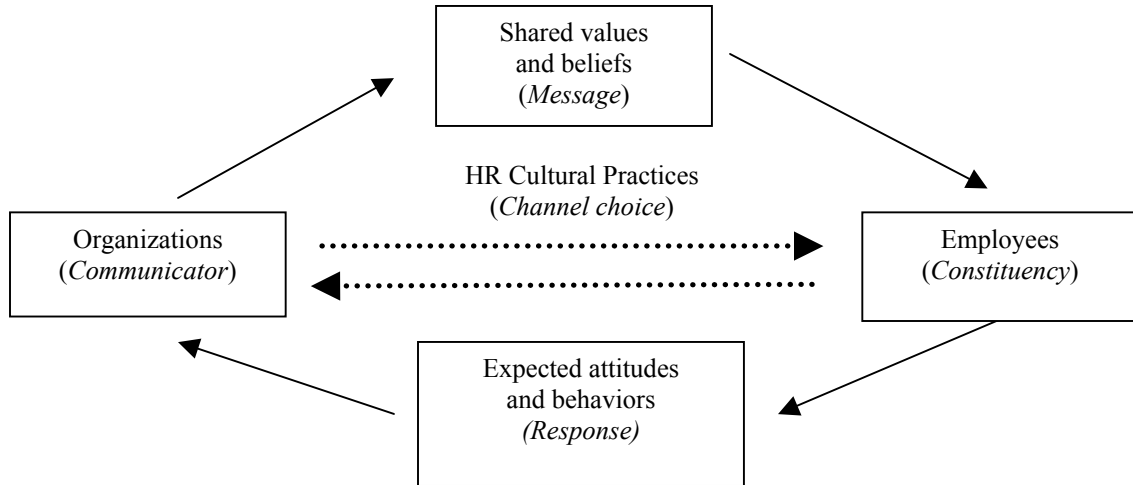 Shared values
and beliefs
(Message)
HR Cultural Practices
(Channel choice)
Organizations
(Communicator)
Employees
(Constituency)
Expected attitudes
and behaviors
(Response)